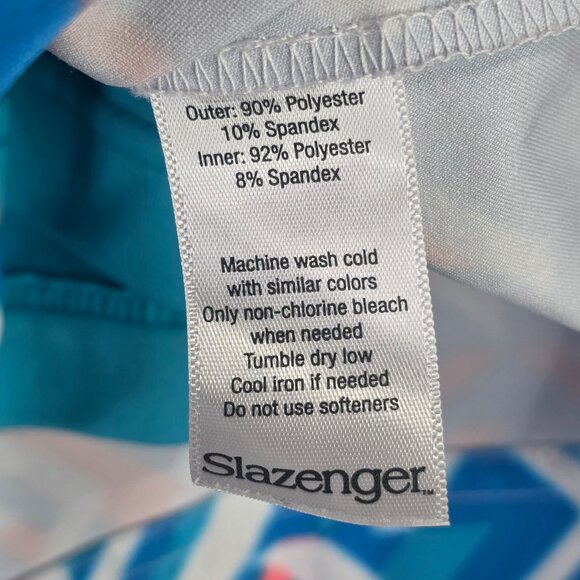 Outer: 90% Polyester
10% Spandex
Inner: 92% Polyester
8% Spandex
Machine wash cold
with similar colors
Only non-chlorine bleach
when needed
Tumble dry low
Cool iron if needed
Do not use softeners
Slazenger™